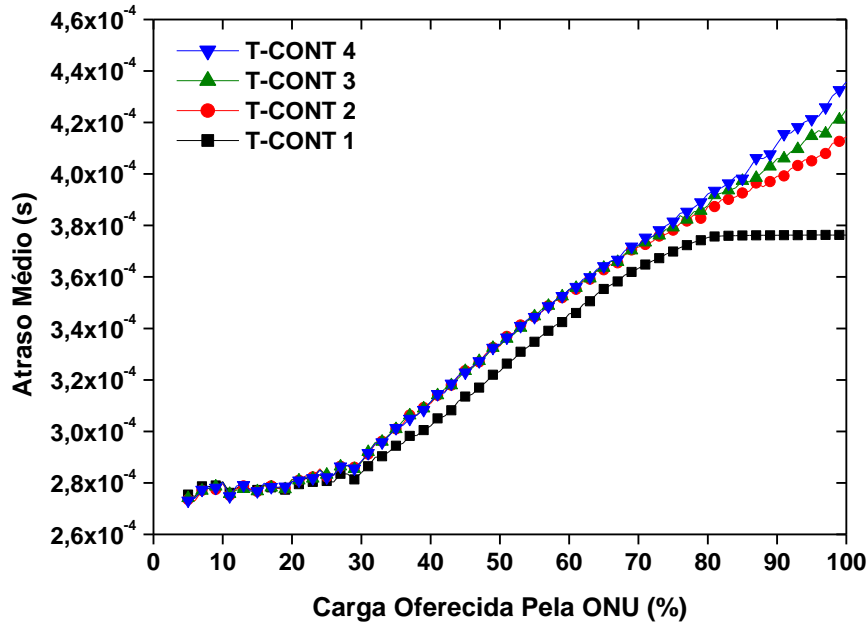 4,6x10⁻⁴
4,4x10⁻⁴
4,2x10⁻⁴
4,0x10⁻⁴
3,8x10⁻⁴
3,6x10⁻⁴
3,4x10⁻⁴
3,2x10⁻⁴
3,0x10⁻⁴
2,8x10⁻⁴
2,6x10⁻⁴
Atraso Médio (s)
T-CONT 4
T-CONT 3
T-CONT 2
T-CONT 1
0 10 20 30 40 50 60 70 80 90 100
Carga Oferecida Pela ONU (%)